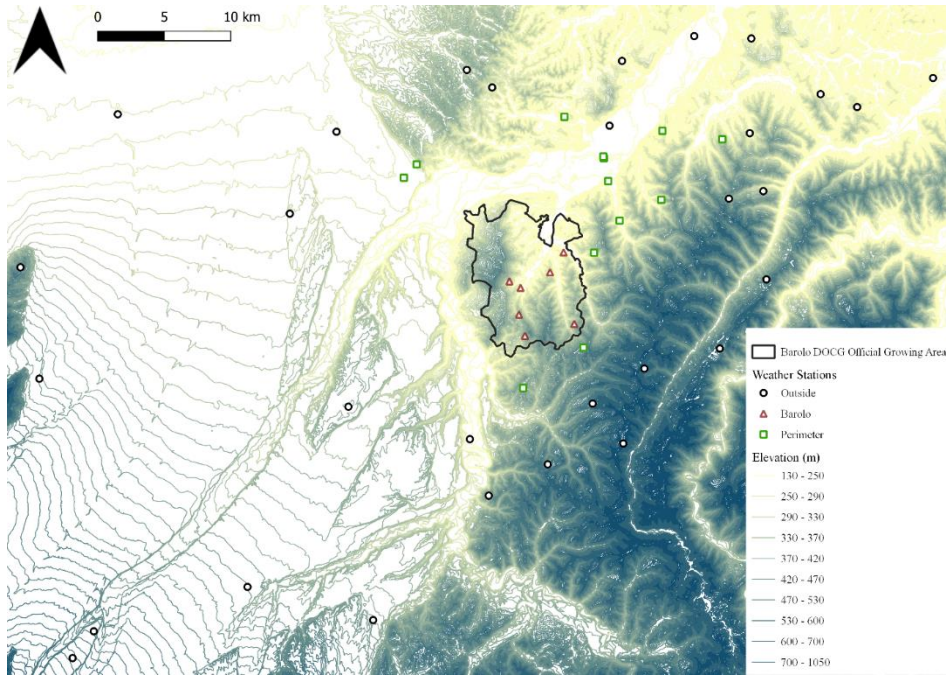 0 5 10 km
Barolo DOCG Official Growing Area
Weather Stations
Outside
Barolo
Perimeter
Elevation (m)
130 - 250
250 - 290
290 - 330
330 - 370
370 - 420
420 - 470
470 - 530
530 - 600
600 - 700
700 - 1050